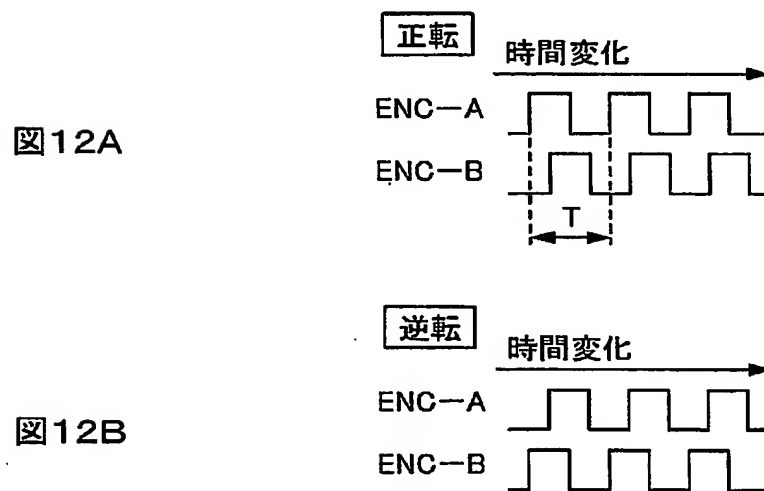 正転
時間変化
ENC－A
図12A
ENC－B
T
逆転
時間変化
ENC－A
図12B
ENC－B